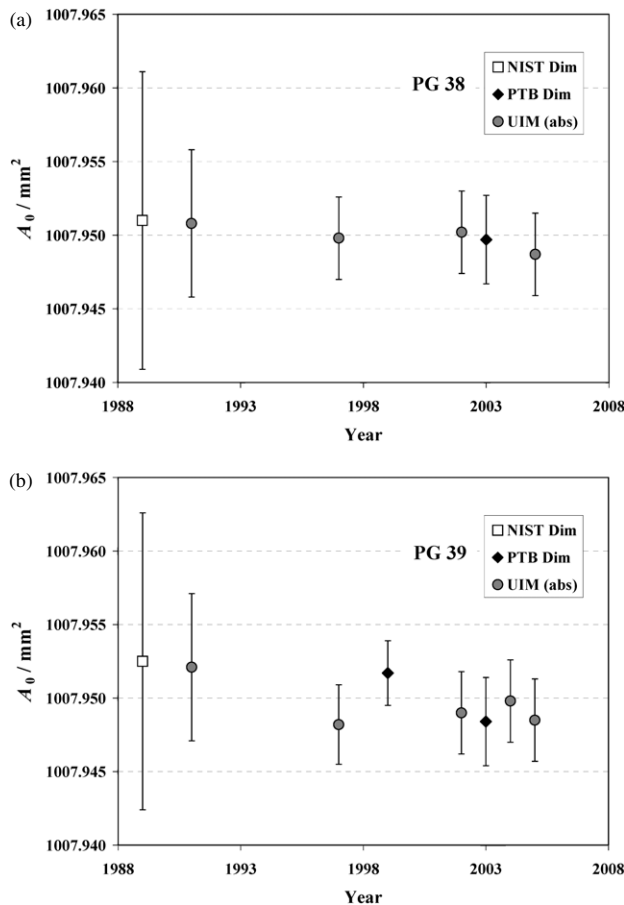 (a)
1007.965
1007.960
1007.955
1007.950
1007.945
1007.940
A₀ / mm²
PG 38
NIST Dim
PTB Dim
UIM (abs)
1988 1993 1998 2003 2008
Year
(b)
1007.965
1007.960
1007.955
1007.950
1007.945
1007.940
A₀ / mm²
PG 39
NIST Dim
PTB Dim
UIM (abs)
1988 1993 1998 2003 2008
Year